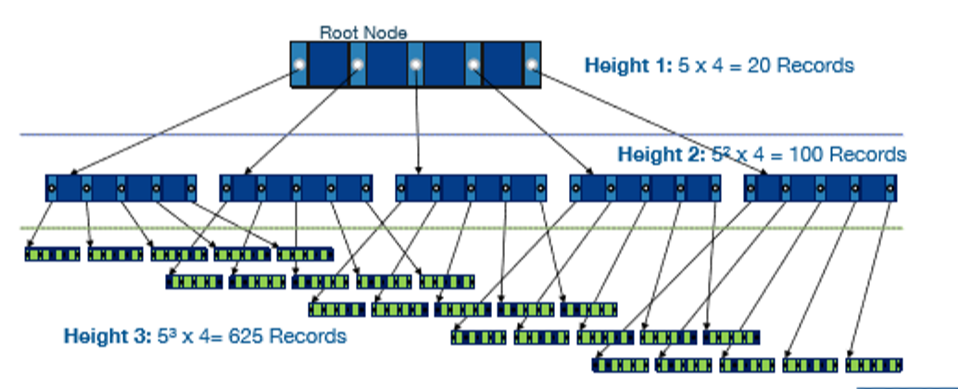 Root Node
Height 1: 5 x 4 = 20 Records
Height 2: 5² x 4 = 100 Records
Height 3: 5³ x 4= 625 Records